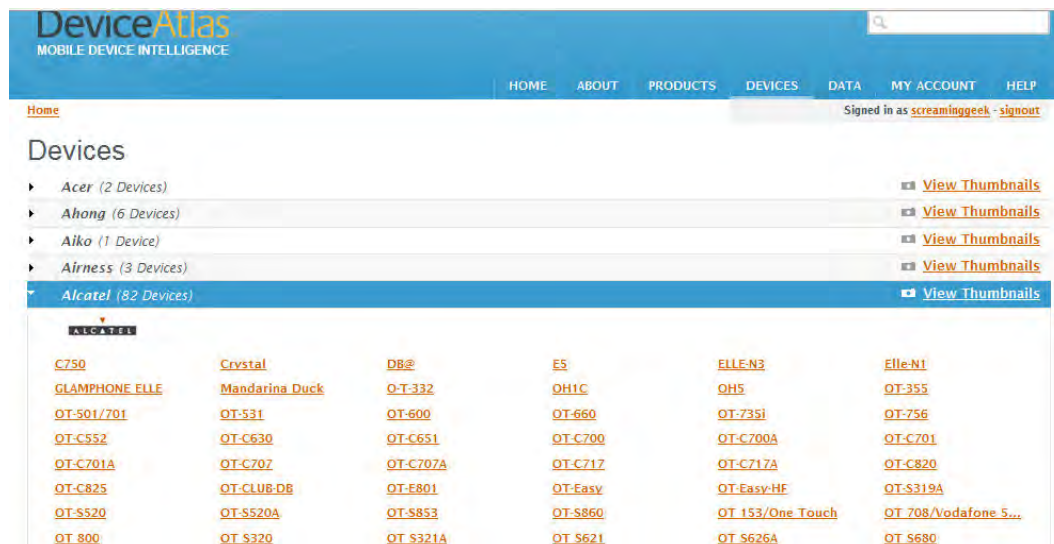 DeviceAtlas
MOBILE DEVICE INTELLIGENCE
HOME ABOUT PRODUCTS DEVICES DATA MY ACCOUNT HELP
Home Signed in as screaminggeek - signout
Devices
Acer (2 Devices) View Thumbnails
Ahong (6 Devices) View Thumbnails
Aiko (1 Device) View Thumbnails
Airness (3 Devices) View Thumbnails
Alcatel (82 Devices) View Thumbnails
ALCATEL
C750 Crystal DB@ E5 ELLE-N3 Elle-N1
GLAMPHONE ELLE Mandarina Duck O-T-332 OH1C OH5 OT-355
OT-501/701 OT-531 OT-600 OT-660 OT-735i OT-756
OT-C552 OT-C630 OT-C651 OT-C700 OT-C700A OT-C701
OT-C701A OT-C707 OT-C707A OT-C717 OT-C717A OT-C820
OT-C825 OT-CLUB-DB OT-E801 OT-Easy OT-Easy-HF OT-S319A
OT-S520 OT-S520A OT-S853 OT-S860 OT 153/One Touch OT 708/Vodafone 5...
OT 800 OT S320 OT S321A OT S621 OT S626A OT S680